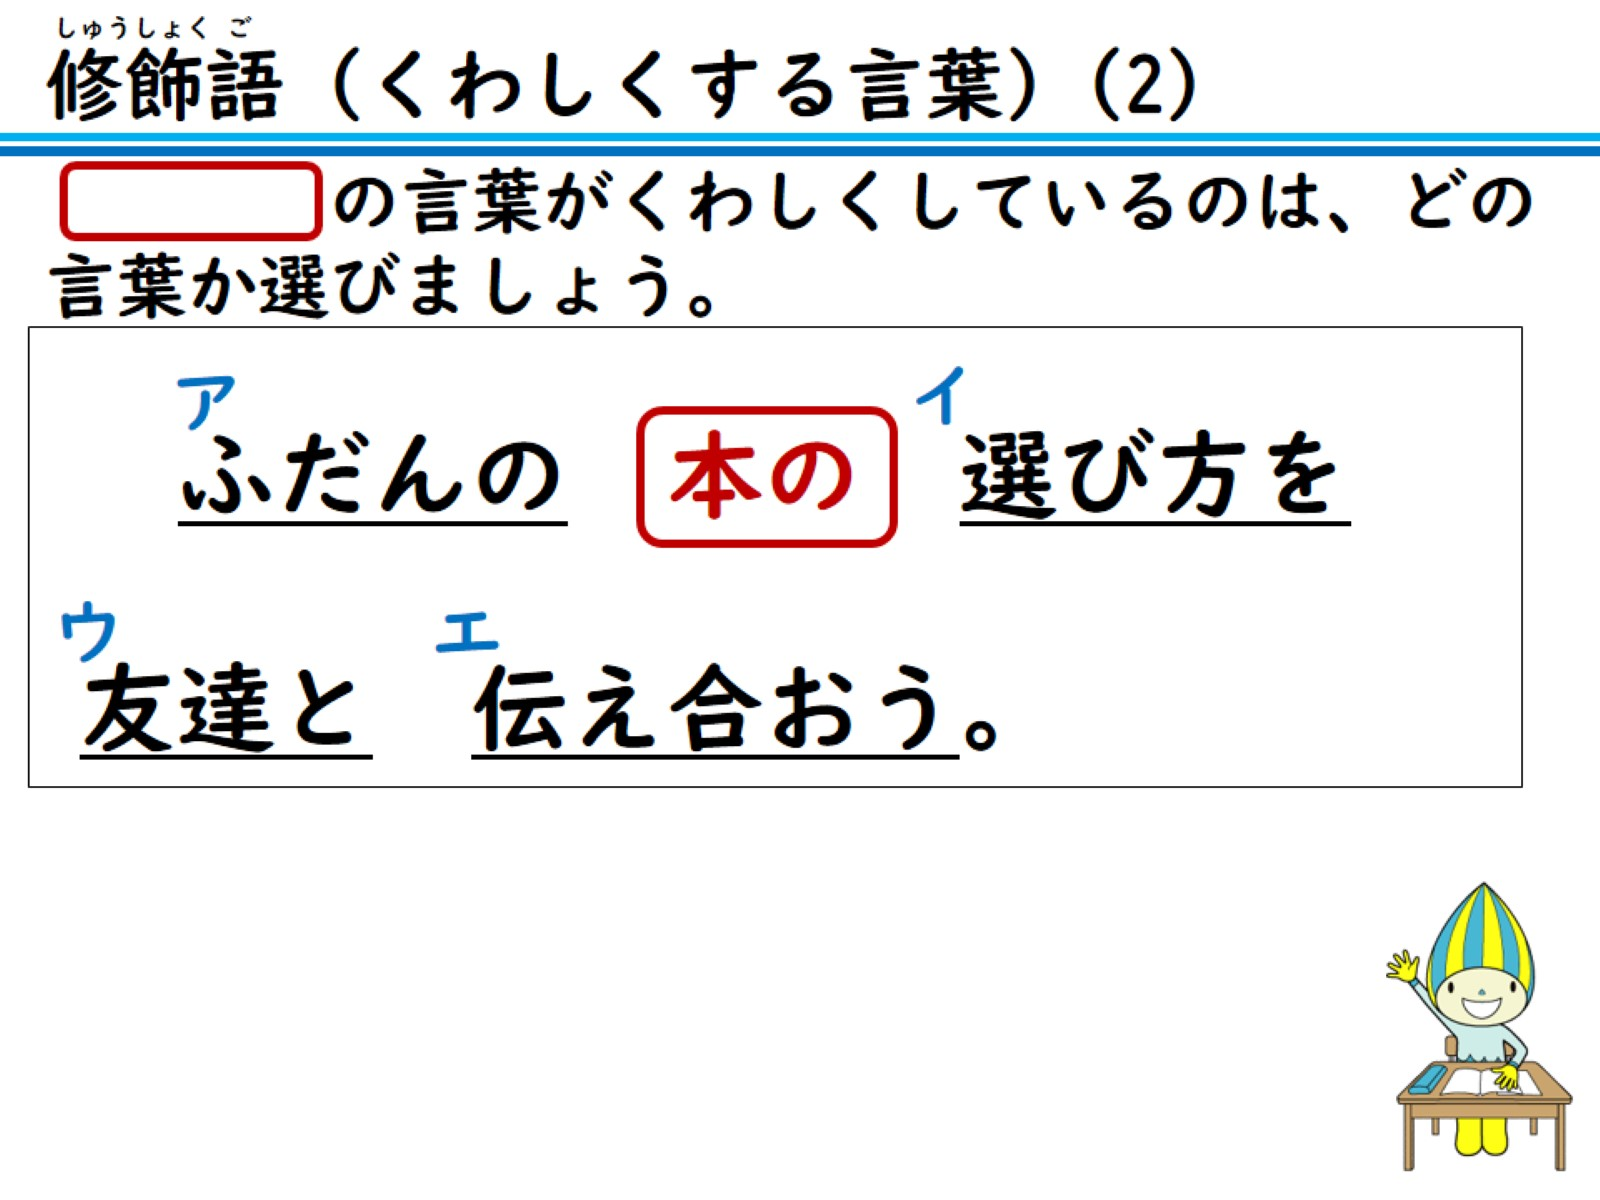 しゅうしょく ご
修飾語（くわしくする言葉）（2）
の言葉がくわしくしているのは、どの
言葉か選びましょう。
ア イ
ふだんの 本の 選び方を
ウ エ
友達と 伝え合おう。